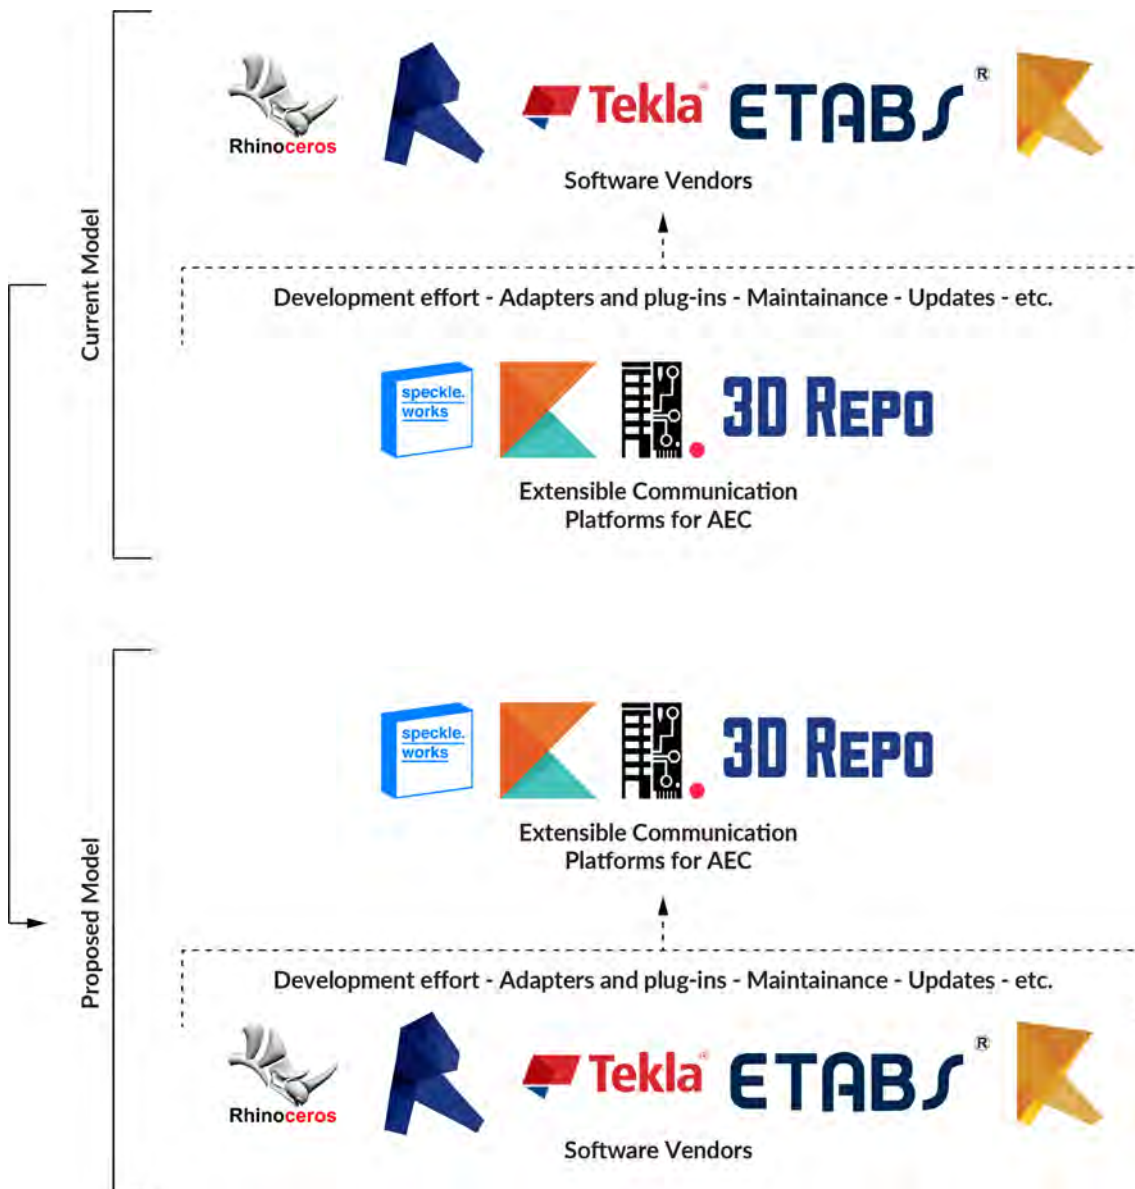 Current Model
Rhinoceros
Tekla®
ETABS®
Software Vendors
Development effort - Adapters and plug-ins - Maintainance - Updates - etc.
speckle.
works
3D REPO
Extensible Communication
Platforms for AEC
Proposed Model
speckle.
works
3D REPO
Extensible Communication
Platforms for AEC
Development effort - Adapters and plug-ins - Maintainance - Updates - etc.
Rhinoceros
Tekla®
ETABS®
Software Vendors